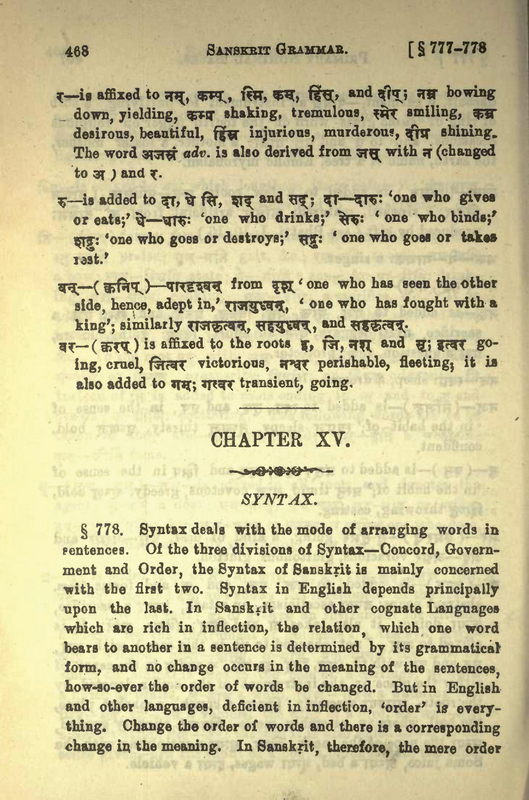 468 SANSKRIT GRAMMAR. [ § 777-778
र—is affixed to नम्, कम्प्, स्मि, कस्, हिंस्, and दीप्; नम्र bowing
down, yielding, कम्प्र shaking, tremulous, स्मेर smiling, कम्र
desirous, beautiful, हिंस्र injurious, murderous, दीप्र shining.
The word अजस्रं adv. is also derived from जस् with न (changed
to अ ) and र.
रु—is added to दा, धे सि, शद् and सद्; दा—दारुः 'one who gives
or eats;' धे—धारुः 'one who drinks;' सेरुः ' one who binds;'
शद्रुः 'one who goes or destroys;' सद्रुः ' one who goes or takes
rest.'
वन्—( क्वनिप् )—पारदृश्वन् from दृश् ' one who has seen the other
side, hence, adept in,' राजयुध्वन्, ' one who has fought with a
king'; similarly राजकृत्वन्, सहयुध्वन्, and सहकृत्वन्.
वर—( क्वरप् ) is affixed to the roots इ, जि, नश् and सृ; इत्वर go-
ing, cruel, जित्वर victorious, नश्वर perishable, fleeting; it is
also added to गम्; गत्वर transient, going.
CHAPTER XV.
SYNTAX.
§ 778. Syntax deals with the mode of arranging words in
sentences. Of the three divisions of Syntax—Concord, Govern-
ment and Order, the Syntax of Sanskrit is mainly concerned
with the first two. Syntax in English depends principally
upon the last. In Sanskrit and other cognate Languages
which are rich in inflection, the relation, which one word
bears to another in a sentence is determined by its grammatical
form, and no change occurs in the meaning of the sentences,
how-so-ever the order of words be changed. But in English
and other languages, deficient in inflection, 'order' is every-
thing. Change the order of words and there is a corresponding
change in the meaning. In Sanskrit, therefore, the mere order